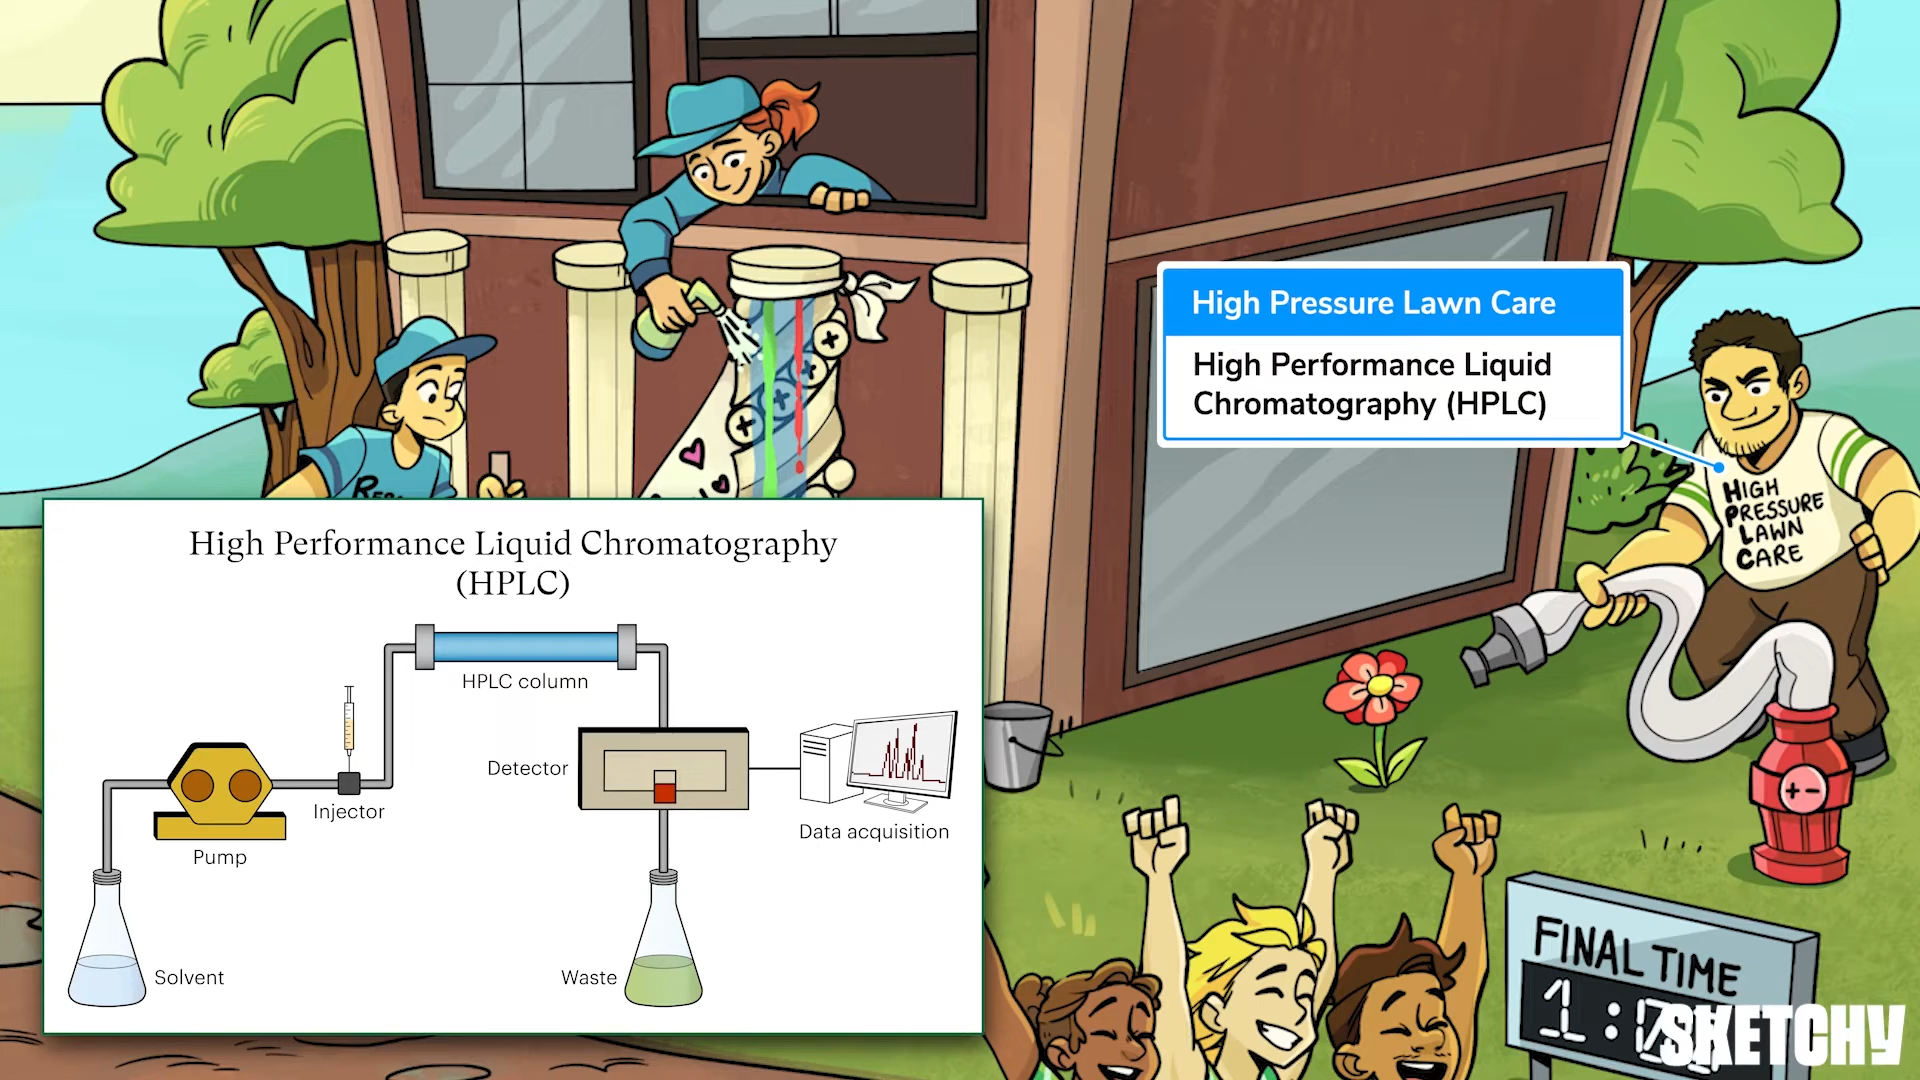 High Pressure Lawn Care
High Performance Liquid
Chromatography (HPLC)
HIGH
PRESSURE
LAWN
CARE
High Performance Liquid Chromatography
(HPLC)
HPLC column
Detector
Injector
Data acquisition
Pump
Solvent
Waste
FINAL TIME
SKETCHY